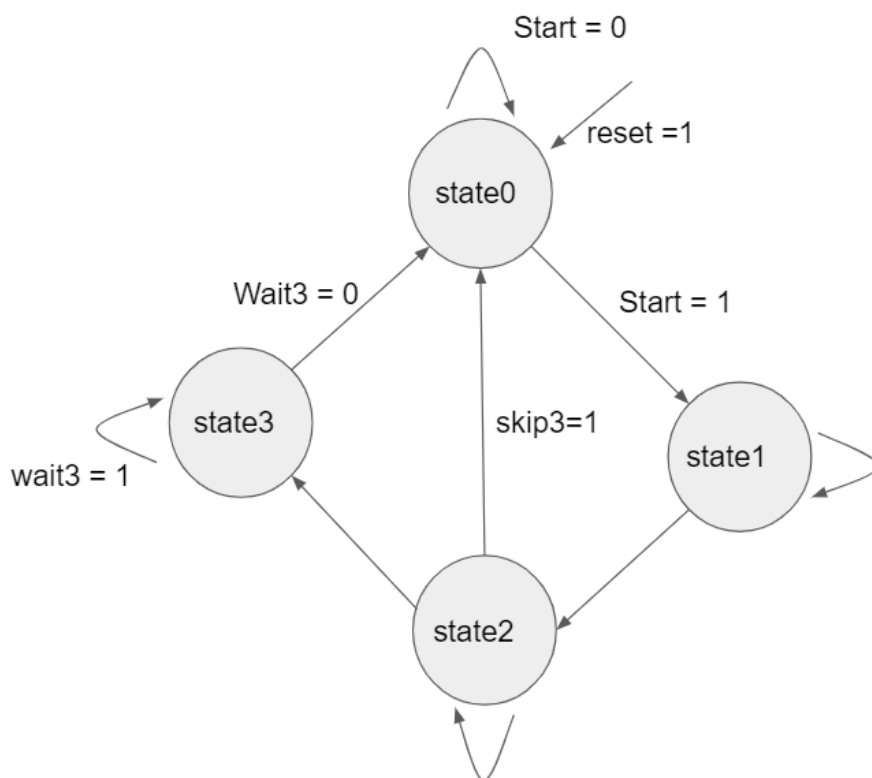 Start = 0
reset =1
state0
Wait3 = 0
Start = 1
state3
skip3=1
state1
wait3 = 1
state2